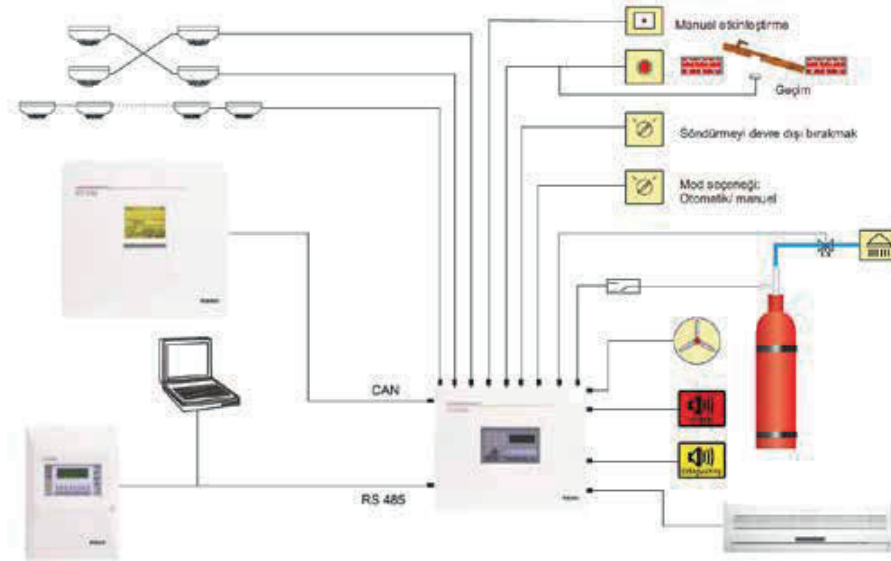 Manuel etkinleştirme
Geçim
Söndürmeyi devre dışı bırakmak
Mod seçeneği:
Otomatik/ manuel
CAN
RS 485